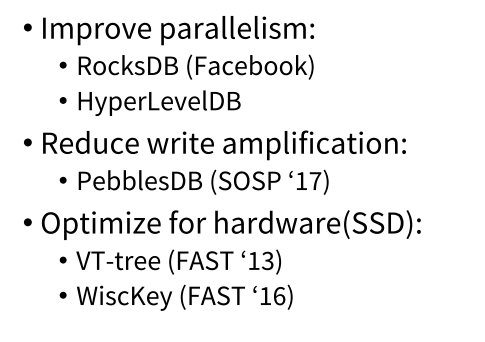 • Improve parallelism:
• RocksDB (Facebook)
• HyperLevelDB
• Reduce write amplification:
• PebblesDB (SOSP ‘17)
• Optimize for hardware(SSD):
• VT-tree (FAST ‘13)
• WiscKey (FAST ‘16)